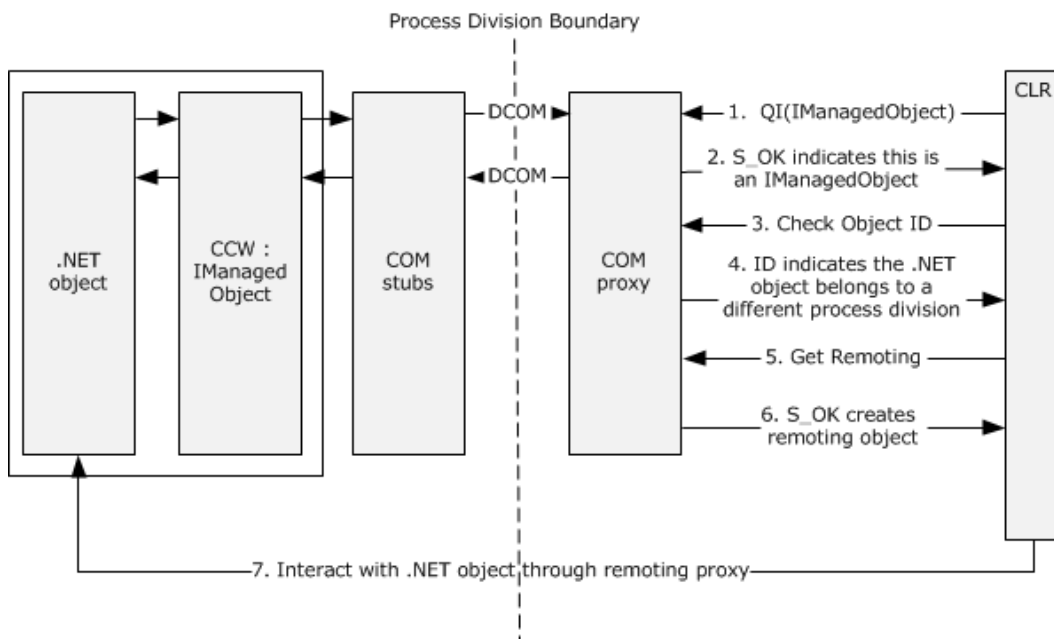 Process Division Boundary
CLR
DCOM
1. QI(IManagedObject)
DCOM
2. S_OK indicates this is
an IManagedObject
3. Check Object ID
.NET
object
CCW :
IManaged
Object
COM
stubs
COM
proxy
4. ID indicates the .NET
object belongs to a
different process division
5. Get Remoting
6. S_OK creates
remoting object
7. Interact with .NET object through remoting proxy